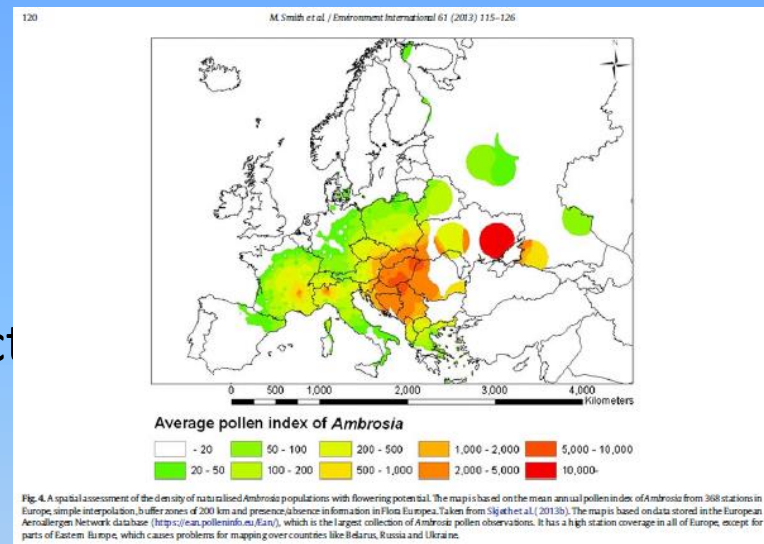 120
M. Smith et al. / Environment International 61 (2013) 115–126
N
0 500 1,000 2,000 3,000 4,000
Kilometers
Average pollen index of Ambrosia
- 20 50 - 100 200 - 500 1,000 - 2,000 5,000 - 10,000
20 - 50 100 - 200 500 - 1,000 2,000 - 5,000 10,000-
Fig. 4. A spatial assessment of the density of naturalised Ambrosia populations with flowering potential. The map is based on the mean annual pollen index of Ambrosia from 368 stations in
Europe, simple interpolation, buffer zones of 200 km and presence/absence information in Flora Europea. Taken from Skjøth et al. (2013b). The map is based on data stored in the European
Aeroallergen Network database (https://ean.polleninfo.eu/Ean/), which is the largest collection of Ambrosia pollen observations. It has a high station coverage in all of Europe, except for
parts of Eastern Europe, which causes problems for mapping over countries like Belarus, Russia and Ukraine.